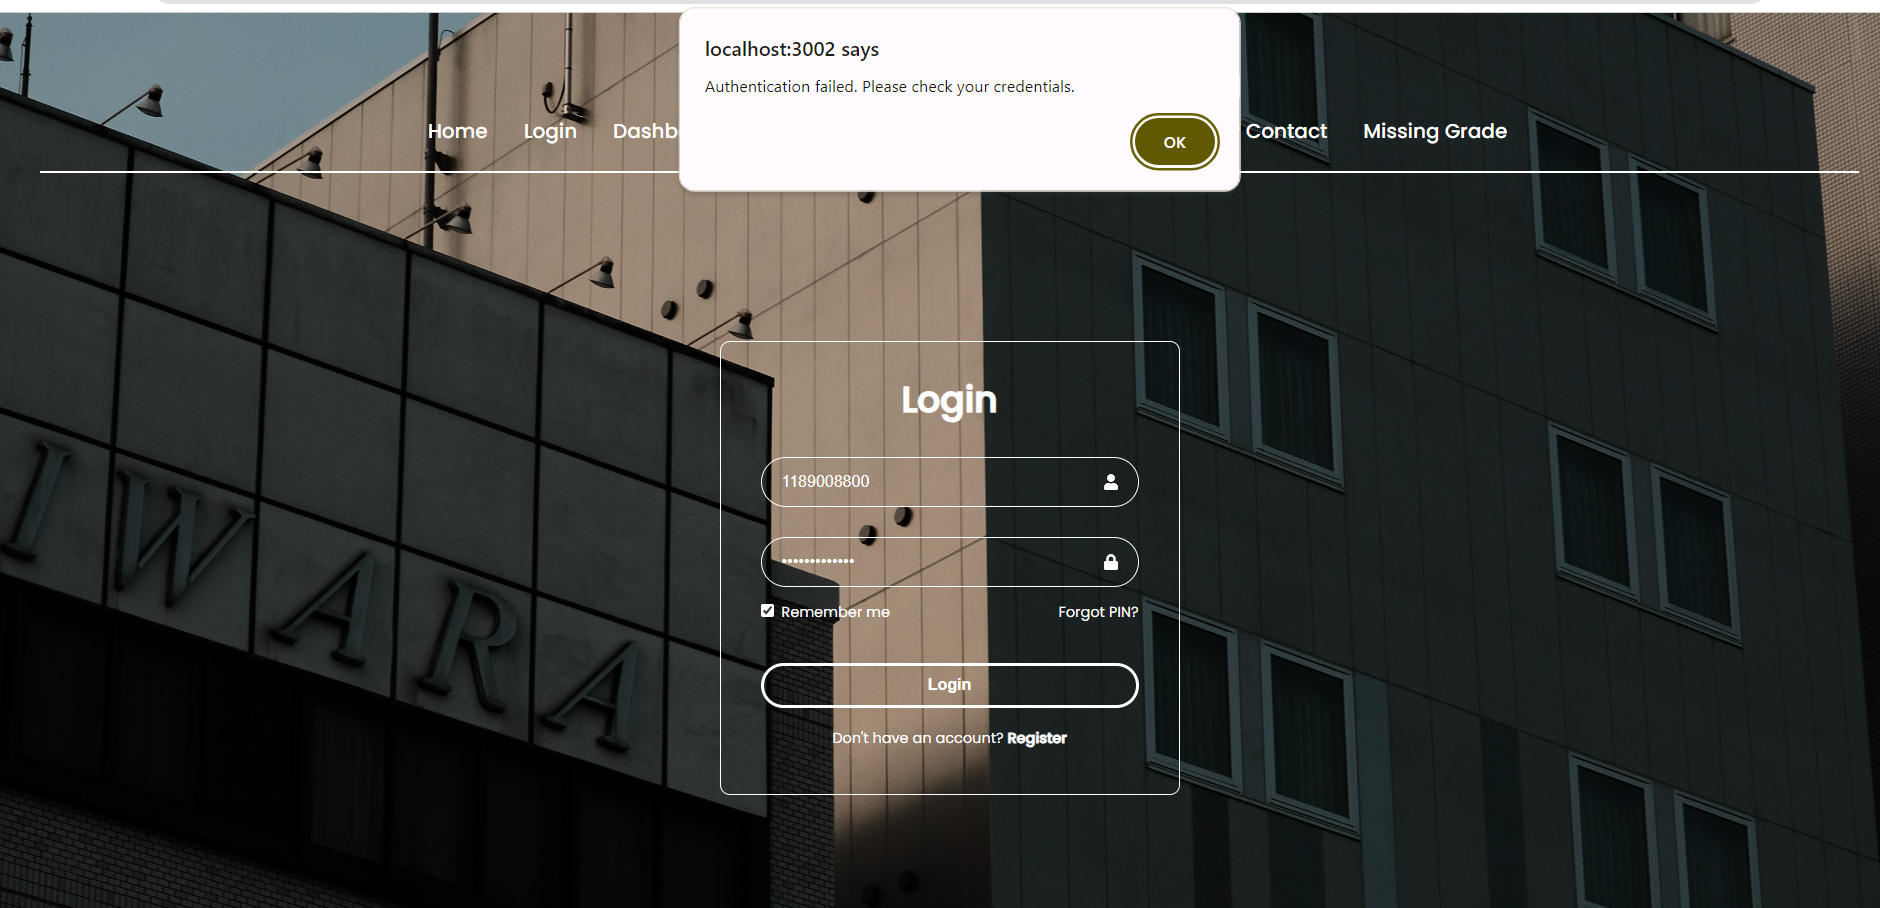 localhost:3002 says
Authentication failed. Please check your credentials.
OK
Home Login Dashb Contact Missing Grade
Login
1189008800
•••••••••••••
Remember me Forgot PIN?
Login
Don't have an account? Register
IWARA